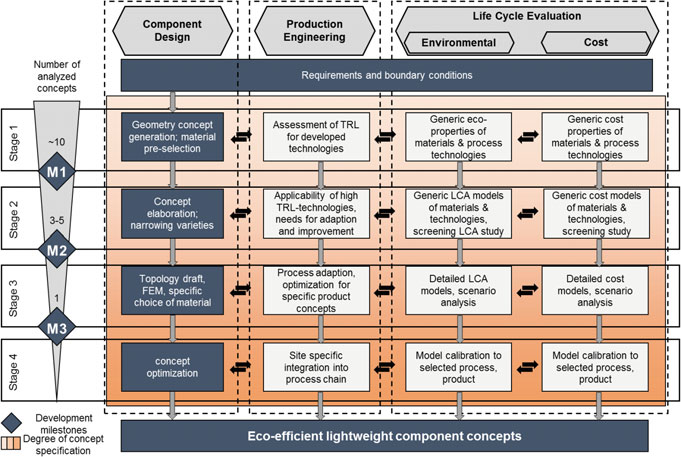 Component
Design
Production
Engineering
Life Cycle Evaluation
Environmental
Cost
Number of
analyzed
concepts
Requirements and boundary conditions
Stage 1
~10
Geometry concept
generation; material
pre-selection
Assessment of TRL
for developed
technologies
Generic eco-
properties of
materials & process
technologies
Generic cost
properties of
materials & process
technologies
M1
Stage 2
3-5
Concept
elaboration;
narrowing varieties
Applicability of high
TRL-technologies,
needs for adaption
and improvement
Generic LCA models
of materials &
technologies,
screening LCA study
Generic cost models
of materials &
technologies,
screening study
M2
Stage 3
1
Topology draft,
FEM, specific
choice of material
Process adaption,
optimization for
specific product
concepts
Detailed LCA
models, scenario
analysis
Detailed cost
models, scenario
analysis
M3
Stage 4
concept
optimization
Site specific
integration into
process chain
Model calibration to
selected process,
product
Model calibration to
selected process,
product
Development
milestones
Degree of concept
specification
Eco-efficient lightweight component concepts